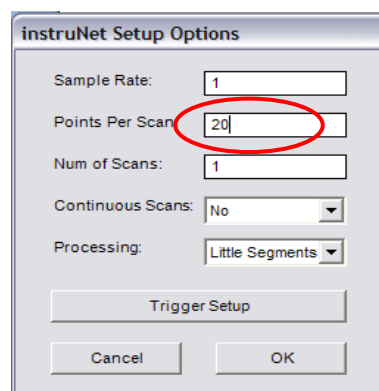 instruNet Setup Options
Sample Rate: 1
Points Per Scan 20
Num of Scans: 1
Continuous Scans: No
Processing: Little Segments
Trigger Setup
Cancel OK